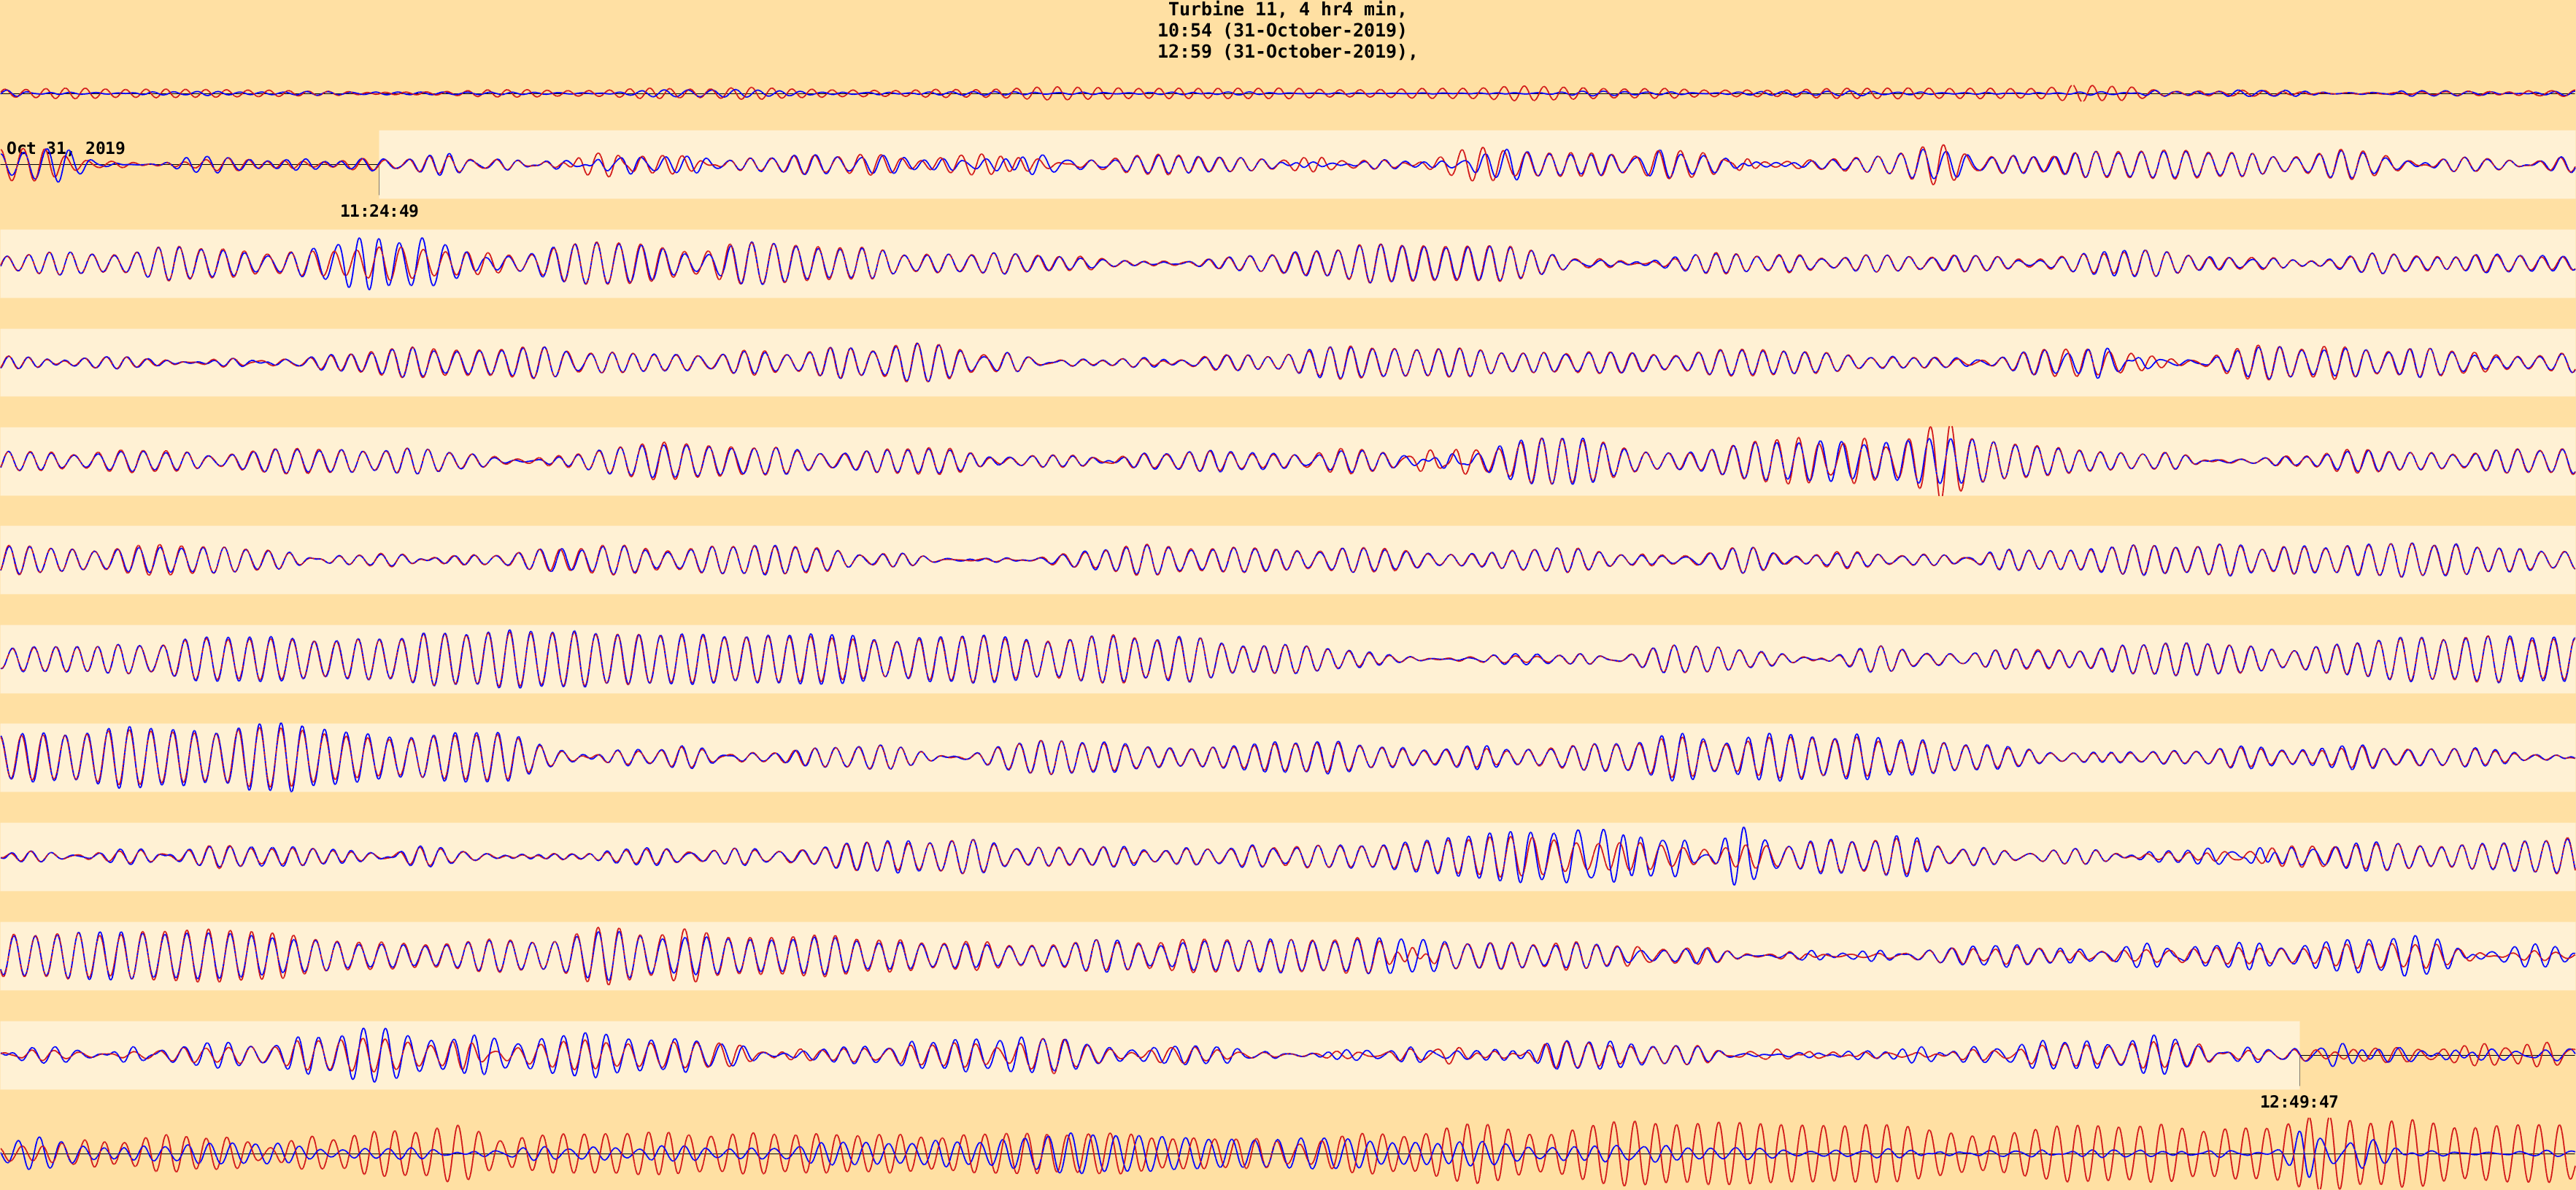 Turbine 11, 4 hr4 min,
10:54 (31-October-2019)
12:59 (31-October-2019),
Oct 31, 2019
11:24:49
12:49:47